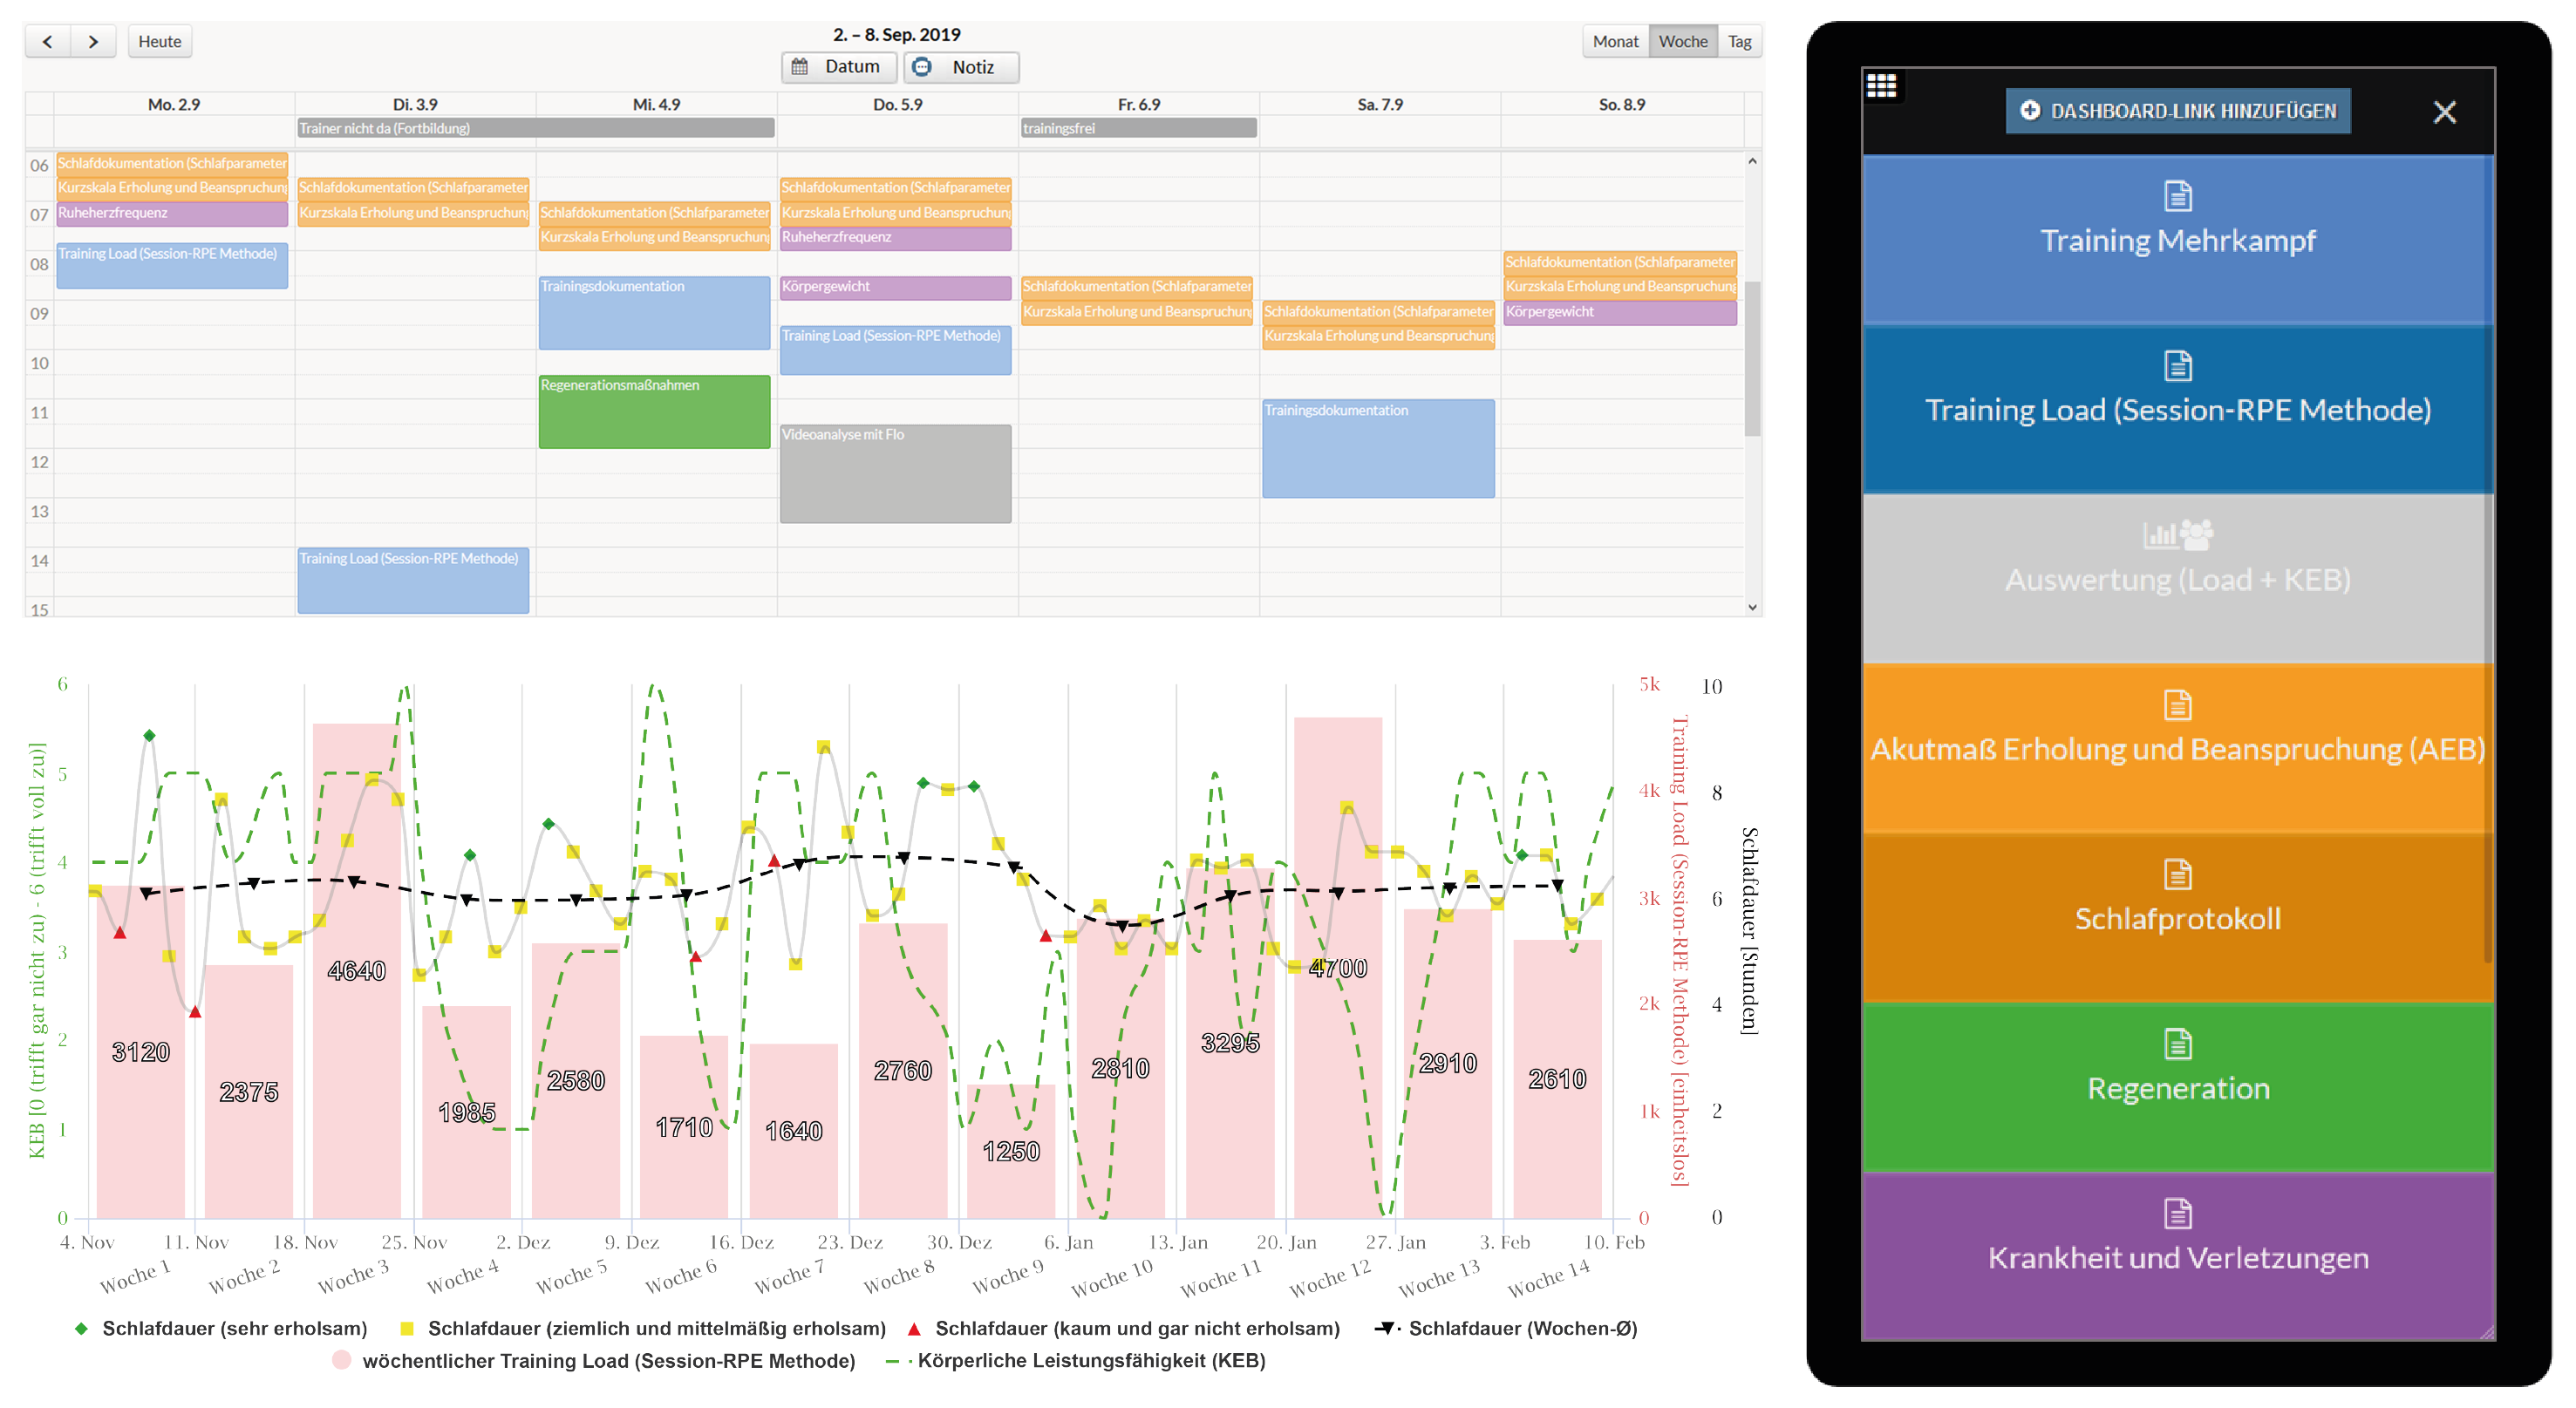 Heute
2. – 8. Sep. 2019
Datum
Notiz
Monat Woche Tag
Mo. 2.9 Di. 3.9 Mi. 4.9 Do. 5.9 Fr. 6.9 Sa. 7.9 So. 8.9
Trainer nicht da (Fortbildung)
trainingsfrei
06
07
08
09
10
11
12
13
14
15
Schlafdokumentation (Schlafparameter
Kurzskala Erholung und Beanspruchung
Ruheherzfrequenz
Training Load (Session-RPE Methode)
Schlafdokumentation (Schlafparameter
Kurzskala Erholung und Beanspruchung
Training Load (Session-RPE Methode)
Schlafdokumentation (Schlafparameter
Kurzskala Erholung und Beanspruchung
Trainingsdokumentation
Regenerationsmaßnahmen
Schlafdokumentation (Schlafparameter
Kurzskala Erholung und Beanspruchung
Ruheherzfrequenz
Körpergewicht
Training Load (Session-RPE Methode)
Videoanalyse mit Flo
Schlafdokumentation (Schlafparameter
Kurzskala Erholung und Beanspruchung
Schlafdokumentation (Schlafparameter
Kurzskala Erholung und Beanspruchung
Trainingsdokumentation
Schlafdokumentation (Schlafparameter
Kurzskala Erholung und Beanspruchung
Körpergewicht
KEB [0 (trifft gar nicht zu) - 6 (trifft voll zu)]
6
5
4
3
2
1
0
3120
2375
4640
1985
2580
1710
1640
2760
1250
2810
3295
4700
2910
2610
5k
4k
3k
2k
1k
0
Training Load (Session-RPE Methode) [einheitslos]
10
8
6
4
2
0
Schlafdauer [Stunden]
4. Nov 11. Nov 18. Nov 25. Nov 2. Dez 9. Dez 16. Dez 23. Dez 30. Dez 6. Jan 13. Jan 20. Jan 27. Jan 3. Feb 10. Feb
Woche 1 Woche 2 Woche 3 Woche 4 Woche 5 Woche 6 Woche 7 Woche 8 Woche 9 Woche 10 Woche 11 Woche 12 Woche 13 Woche 14
Schlafdauer (sehr erholsam) Schlafdauer (ziemlich und mittelmäßig erholsam) Schlafdauer (kaum und gar nicht erholsam) Schlafdauer (Wochen-Ø)
wöchentlicher Training Load (Session-RPE Methode) Körperliche Leistungsfähigkeit (KEB)
DASHBOARD-LINK HINZUFÜGEN
Training Mehrkampf
Training Load (Session-RPE Methode)
Auswertung (Load + KEB)
Akutmaß Erholung und Beanspruchung (AEB)
Schlafprotokoll
Regeneration
Krankheit und Verletzungen